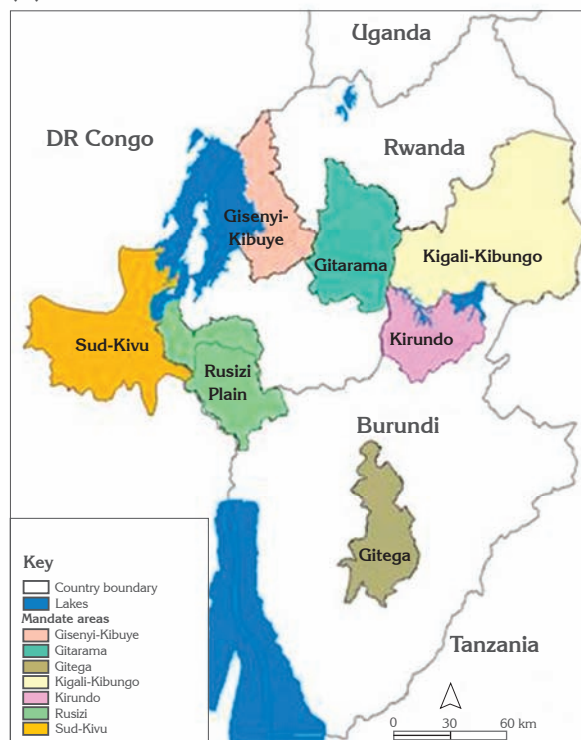 Uganda
DR Congo
Rwanda
Gisenyi-
Kibuye
Gitarama
Kigali-Kibungo
Sud-Kivu
Kirundo
Rusizi
Plain
Burundi
Gitega
Tanzania
Key
Country boundary
Lakes
Mandate areas
Gisenyi-Kibuye
Gitarama
Gitega
Kigali-Kibungo
Kirundo
Rusizi
Sud-Kivu
0 30 60 km